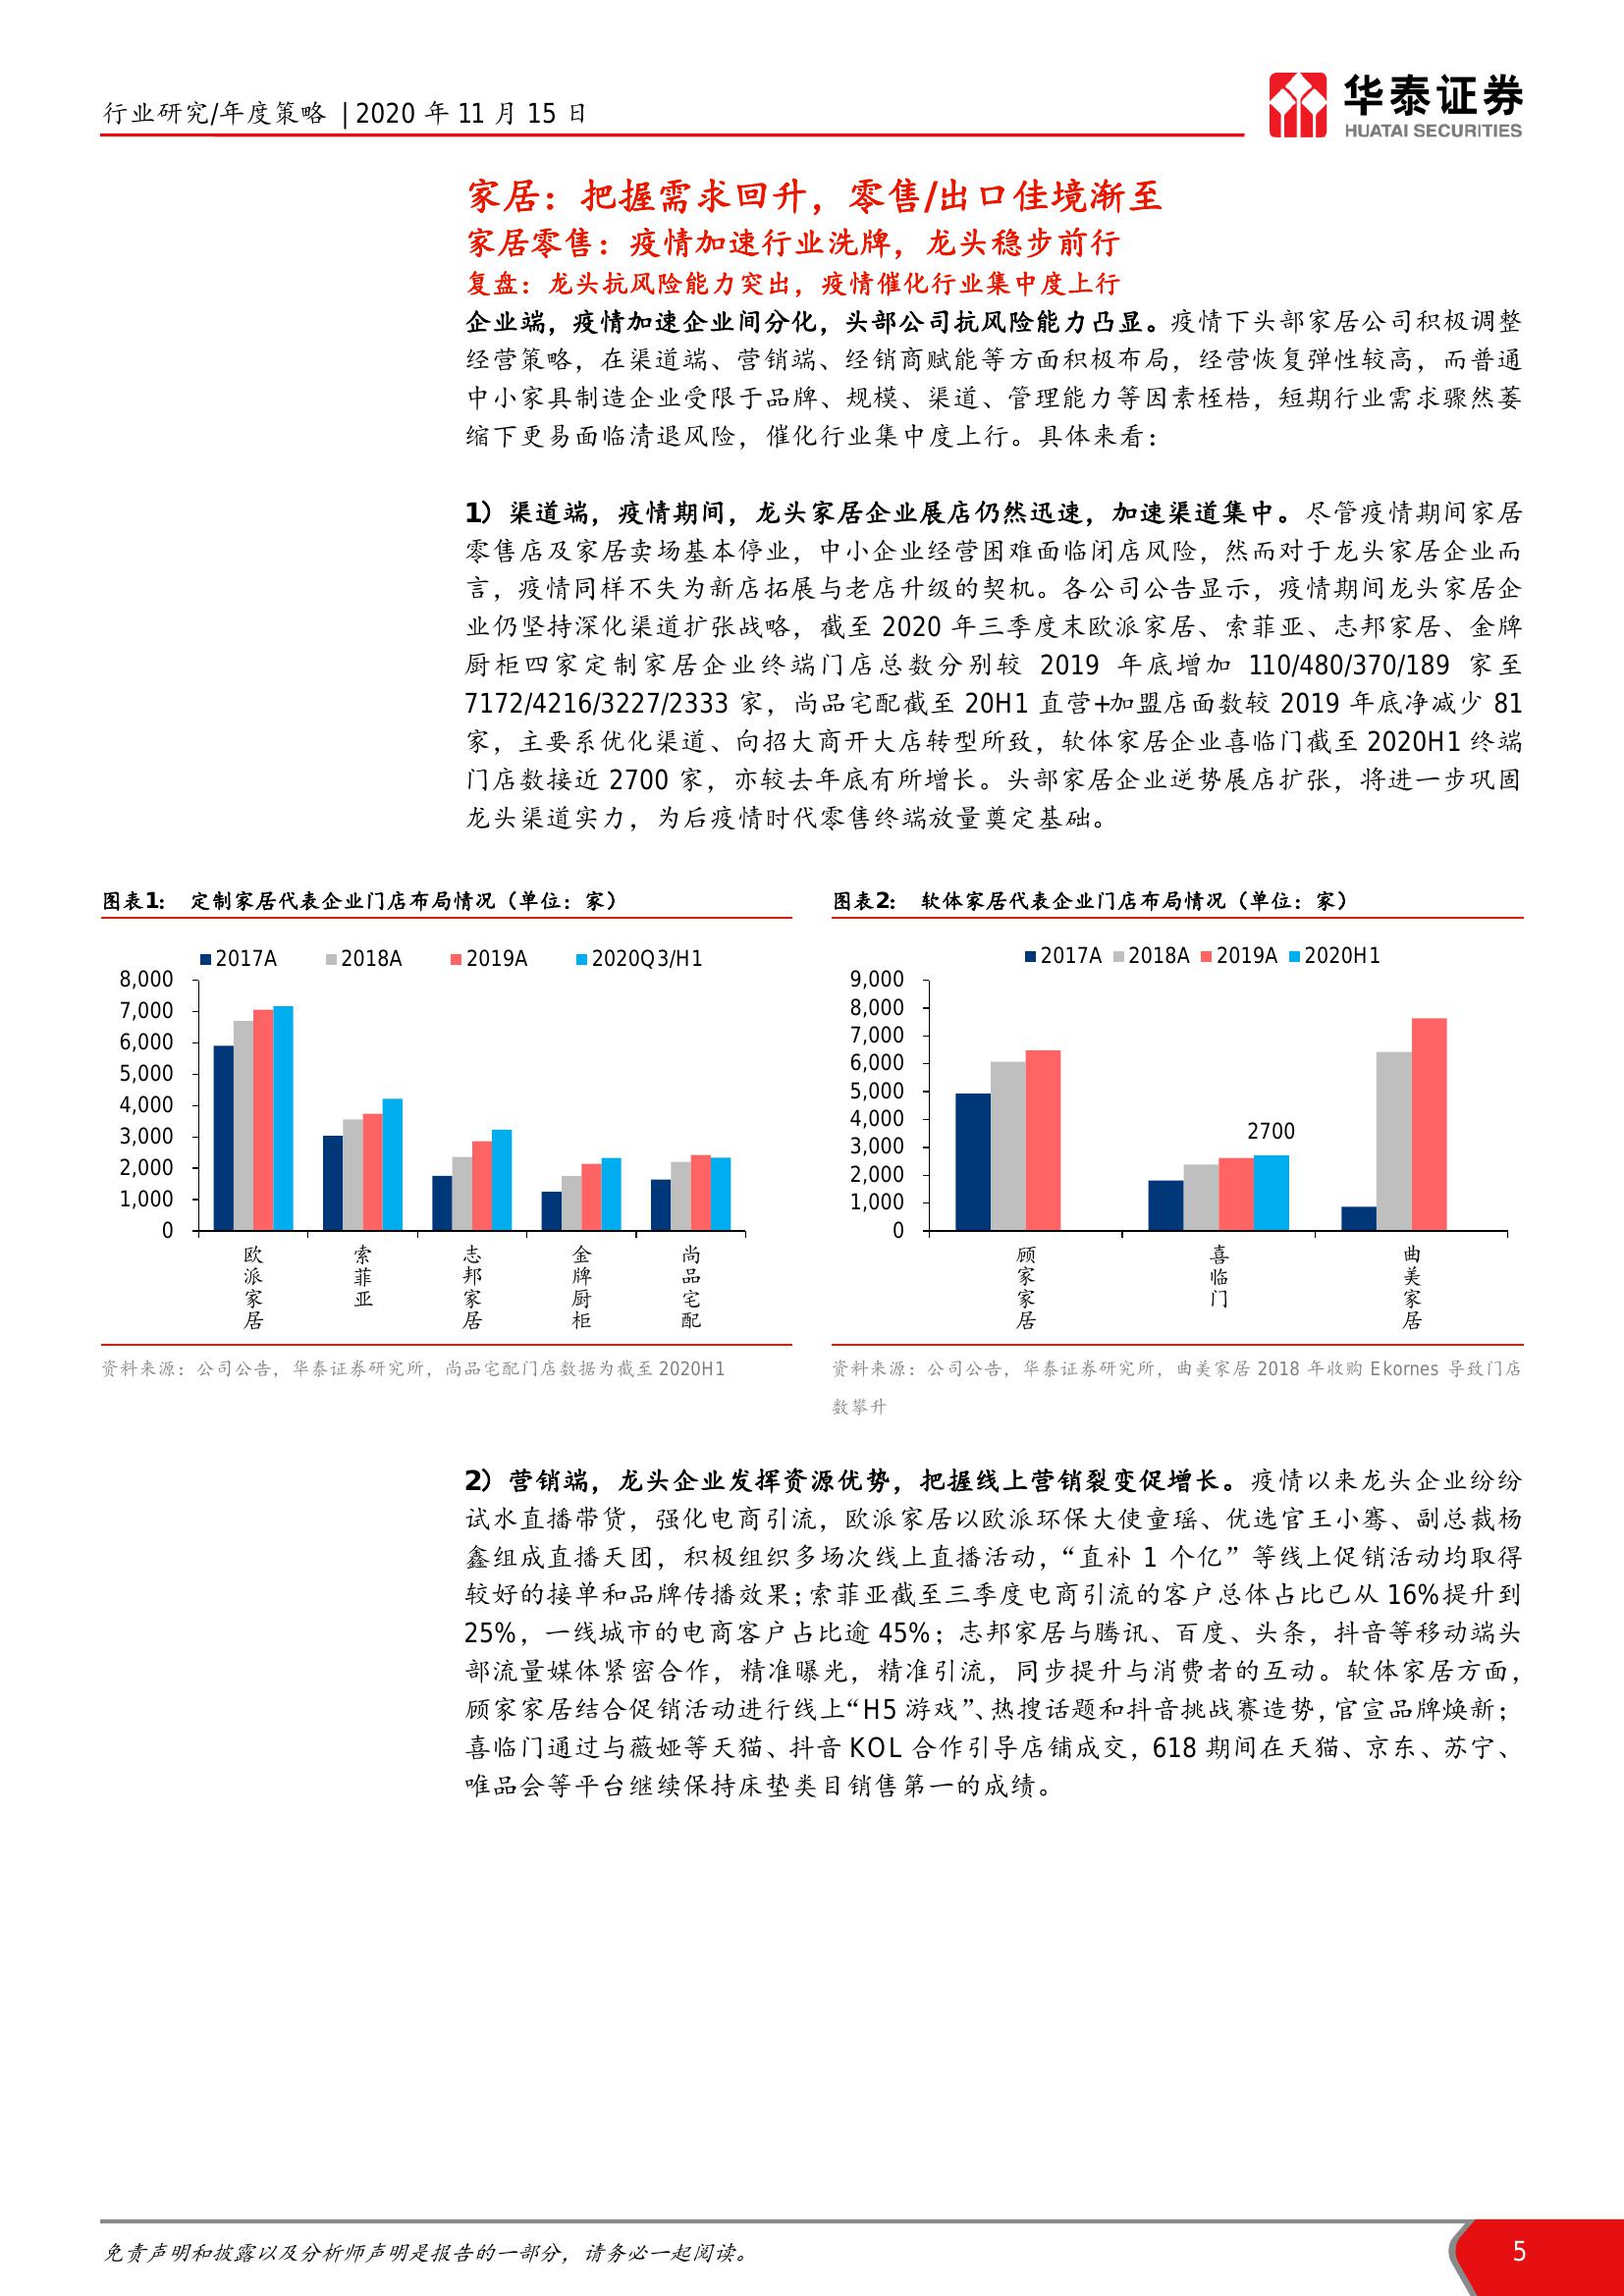 行业研究/年度策略 | 2020 年 11 月 15 日
华泰证券
HUATAI SECURITIES
家居：把握需求回升，零售/出口佳境渐至
家居零售：疫情加速行业洗牌，龙头稳步前行
复盘：龙头抗风险能力突出，疫情催化行业集中度上行
企业端，疫情加速企业间分化，头部公司抗风险能力凸显。疫情下头部家居公司积极调整
经营策略，在渠道端、营销端、经销商赋能等方面积极布局，经营恢复弹性较高，而普通
中小家具制造企业受限于品牌、规模、渠道、管理能力等因素桎梏，短期行业需求骤然萎
缩下更易面临清退风险，催化行业集中度上行。具体来看：
1）渠道端，疫情期间，龙头家居企业展店仍然迅速，加速渠道集中。尽管疫情期间家居
零售店及家居卖场基本停业，中小企业经营困难面临闭店风险，然而对于龙头家居企业而
言，疫情同样不失为新店拓展与老店升级的契机。各公司公告显示，疫情期间龙头家居企
业仍坚持深化渠道扩张战略，截至 2020 年三季度末欧派家居、索菲亚、志邦家居、金牌
厨柜四家定制家居企业终端门店总数分别较 2019 年底增加 110/480/370/189 家至
7172/4216/3227/2333 家，尚品宅配截至 20H1 直营+加盟店面数较 2019 年底净减少 81
家，主要系优化渠道、向招大商开大店转型所致，软体家居企业喜临门截至 2020H1 终端
门店数接近 2700 家，亦较去年底有所增长。头部家居企业逆势展店扩张，将进一步巩固
龙头渠道实力，为后疫情时代零售终端放量奠定基础。
图表1： 定制家居代表企业门店布局情况（单位：家）
2017A 2018A 2019A 2020Q3/H1
8,000
7,000
6,000
5,000
4,000
3,000
2,000
1,000
0
欧派家居 索菲亚 志邦家居 金牌厨柜 尚品宅配
资料来源：公司公告，华泰证券研究所，尚品宅配门店数据为截至 2020H1
图表2： 软体家居代表企业门店布局情况（单位：家）
2017A 2018A 2019A 2020H1
9,000
8,000
7,000
6,000
5,000
4,000
3,000
2,000
1,000
0
2700
顾家家居 喜临门 曲美家居
资料来源：公司公告，华泰证券研究所，曲美家居 2018 年收购 Ekornes 导致门店
数攀升
2）营销端，龙头企业发挥资源优势，把握线上营销裂变促增长。疫情以来龙头企业纷纷
试水直播带货，强化电商引流，欧派家居以欧派环保大使童瑶、优选官王小骞、副总裁杨
鑫组成直播天团，积极组织多场次线上直播活动，“直补 1 个亿”等线上促销活动均取得
较好的接单和品牌传播效果；索菲亚截至三季度电商引流的客户总体占比已从 16%提升到
25%，一线城市的电商客户占比逾 45%；志邦家居与腾讯、百度、头条，抖音等移动端头
部流量媒体紧密合作，精准曝光，精准引流，同步提升与消费者的互动。软体家居方面，
顾家家居结合促销活动进行线上“H5 游戏”、热搜话题和抖音挑战赛造势，官宣品牌焕新；
喜临门通过与薇娅等天猫、抖音 KOL 合作引导店铺成交，618 期间在天猫、京东、苏宁、
唯品会等平台继续保持床垫类目销售第一的成绩。
免责声明和披露以及分析师声明是报告的一部分，请务必一起阅读。
5